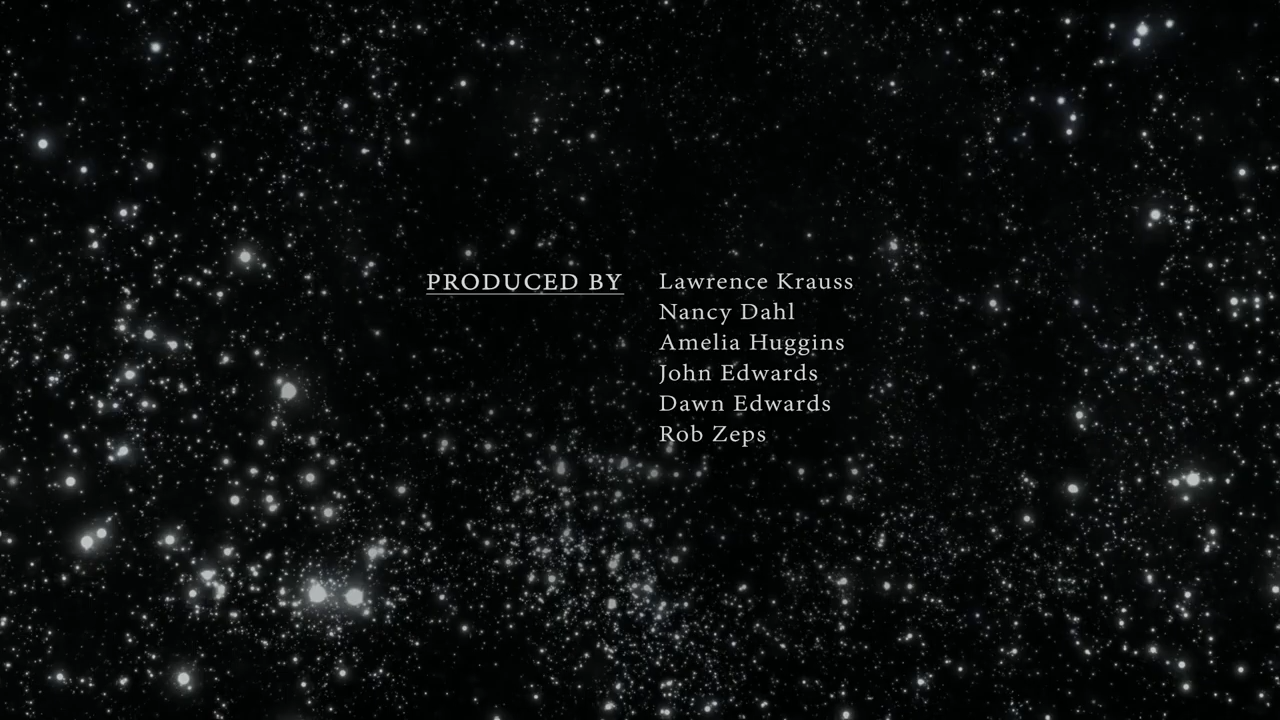 PRODUCED BY Lawrence Krauss
Nancy Dahl
Amelia Huggins
John Edwards
Dawn Edwards
Rob Zeps